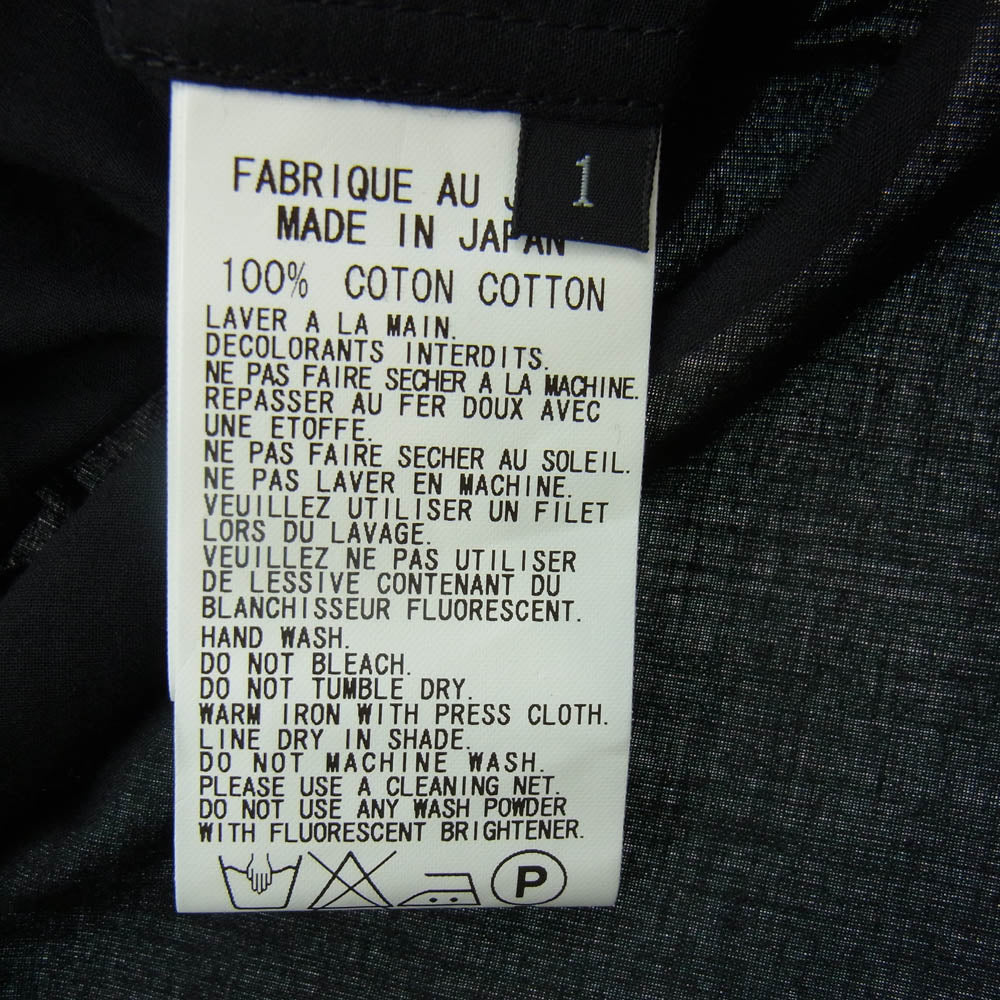 1
FABRIQUE AU
MADE IN JAPAN
100% COTON COTTON
LAVER A LA MAIN.
DECOLORANTS INTERDITS.
NE PAS FAIRE SECHER A LA MACHINE.
REPASSER AU FER DOUX AVEC
UNE ETOFFE.
NE PAS FAIRE SECHER AU SOLEIL.
NE PAS LAVER EN MACHINE.
VEUILLEZ UTILISER UN FILET
LORS DU LAVAGE.
VEUILLEZ NE PAS UTILISER
DE LESSIVE CONTENANT DU
BLANCHISSEUR FLUORESCENT.
HAND WASH.
DO NOT BLEACH.
DO NOT TUMBLE DRY.
WARM IRON WITH PRESS CLOTH.
LINE DRY IN SHADE.
DO NOT MACHINE WASH.
PLEASE USE A CLEANING NET.
DO NOT USE ANY WASH POWDER
WITH FLUORESCENT BRIGHTENER.
P